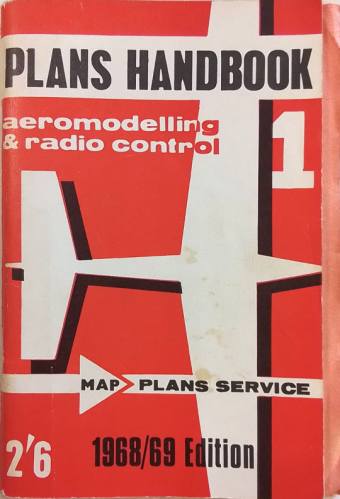 PLANS HANDBOOK
aeromodelling
& radio control
1
MAP PLANS SERVICE
2'6
1968/69 Edition